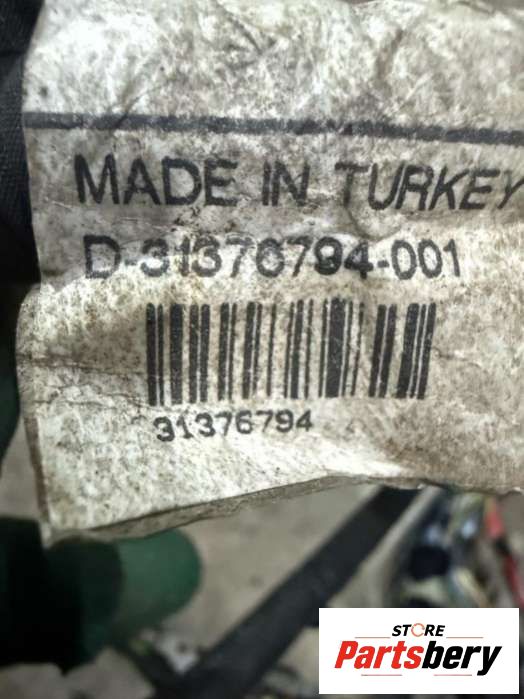 MADE IN TURKEY
D-31376794-001
31376794
STORE
Partsbery